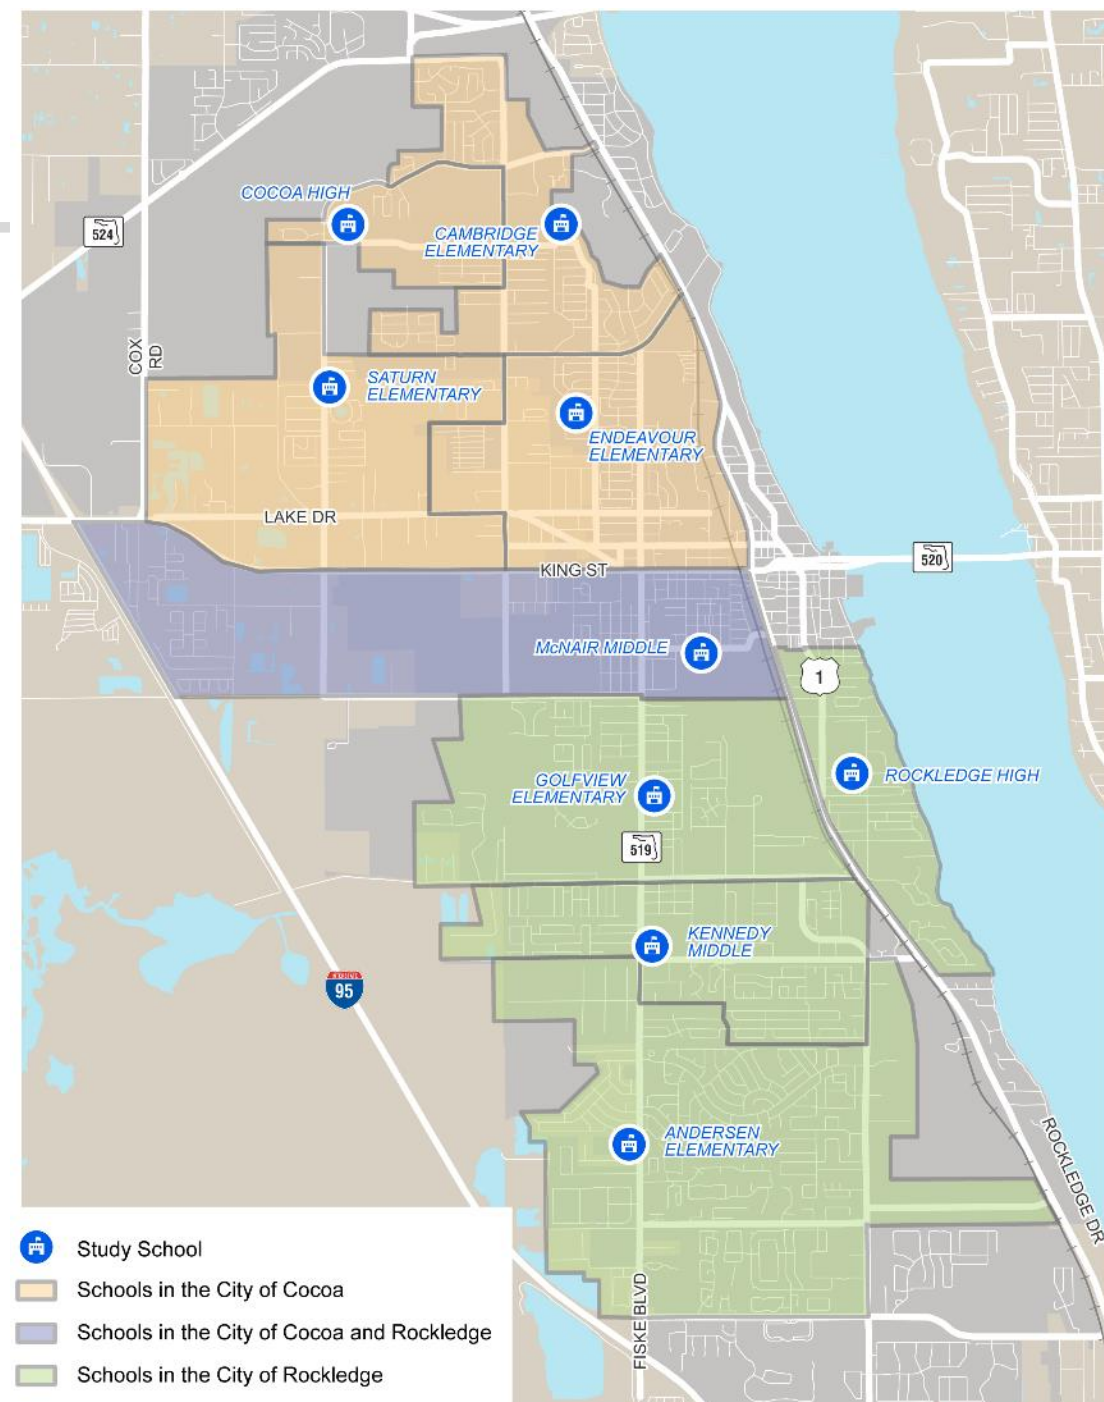 COCOA HIGH
524
CAMBRIDGE
ELEMENTARY
COX
RD
SATURN
ELEMENTARY
ENDEAVOUR
ELEMENTARY
LAKE DR
KING ST
520
McNAIR MIDDLE
1
GOLFVIEW
ELEMENTARY
ROCKLEDGE HIGH
519
KENNEDY
MIDDLE
95
ANDERSEN
ELEMENTARY
ROCKLEDGE DR
FISKE BLVD
Study School
Schools in the City of Cocoa
Schools in the City of Cocoa and Rockledge
Schools in the City of Rockledge